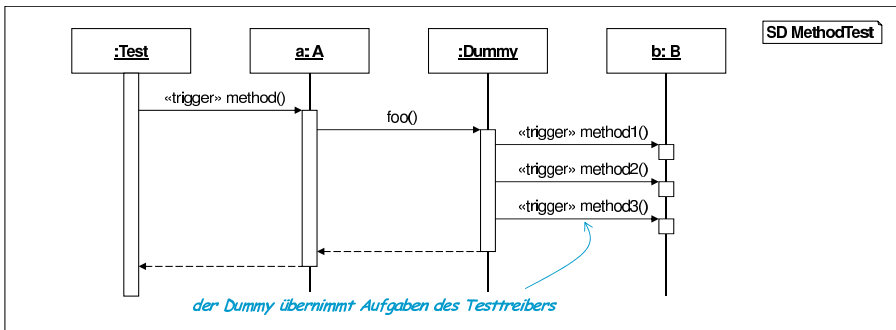 SD MethodTest
:Test
a: A
:Dummy
b: B
«trigger» method()
foo()
«trigger» method1()
«trigger» method2()
«trigger» method3()
der Dummy übernimmt Aufgaben des Testtreibers